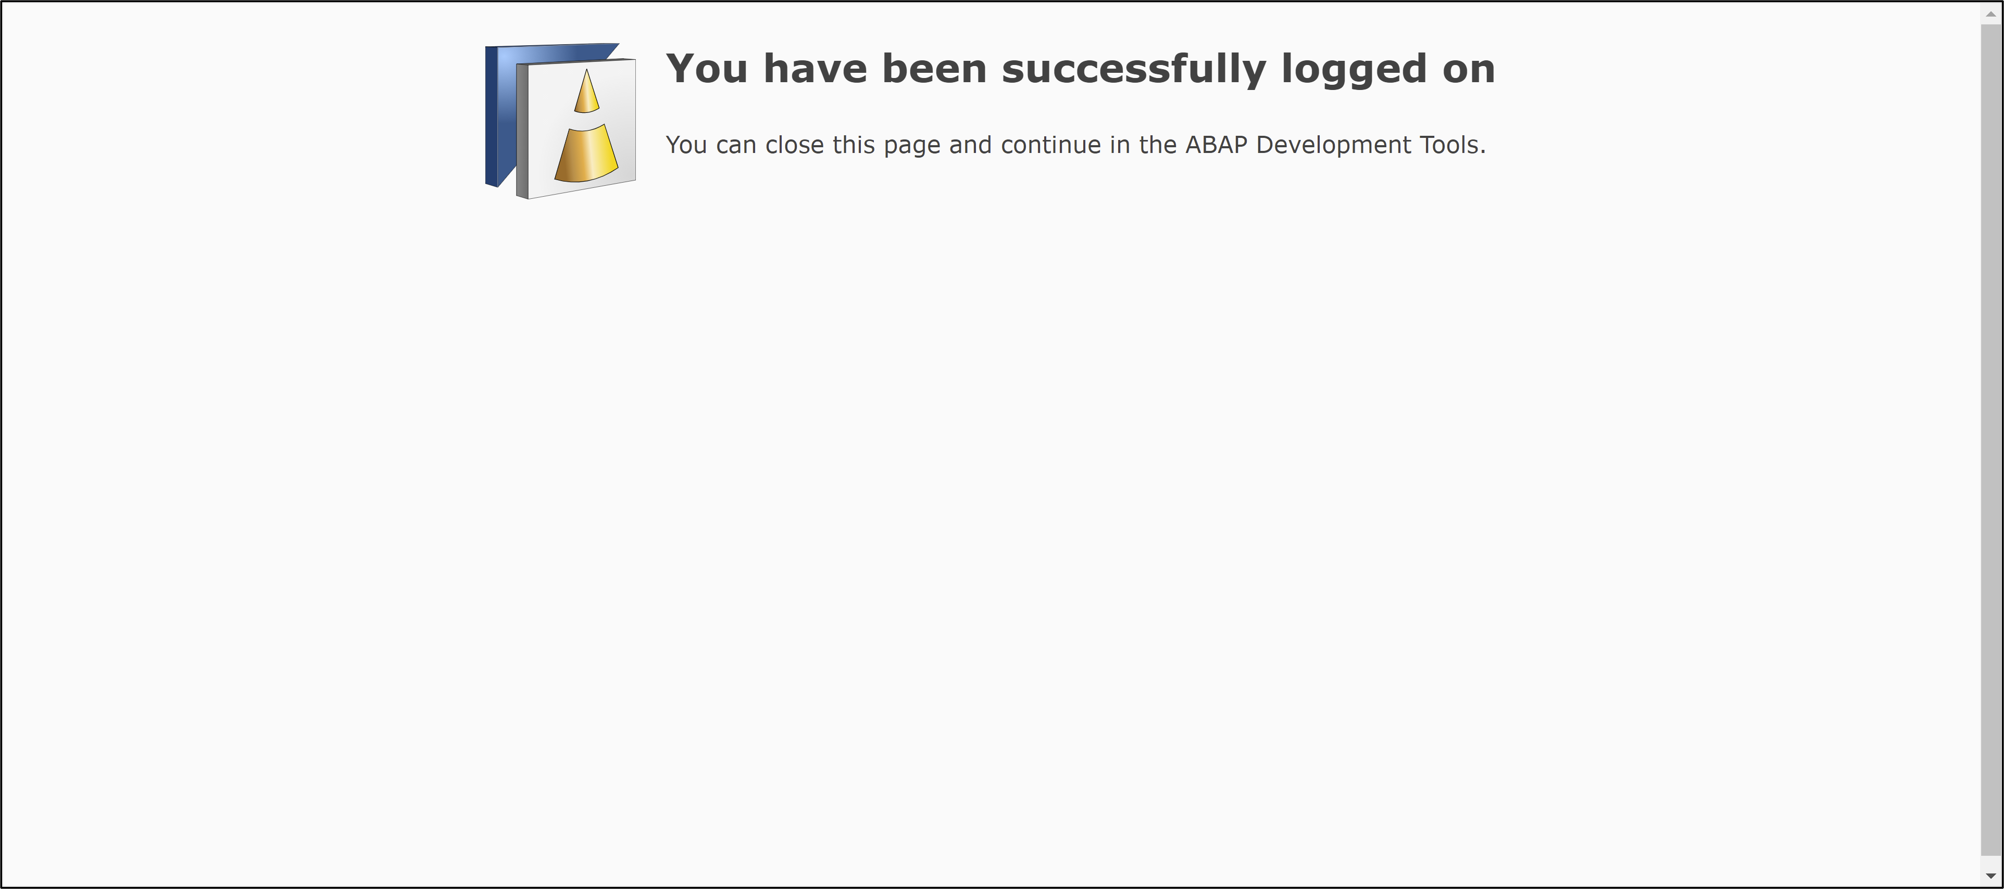 You have been successfully logged on
You can close this page and continue in the ABAP Development Tools.